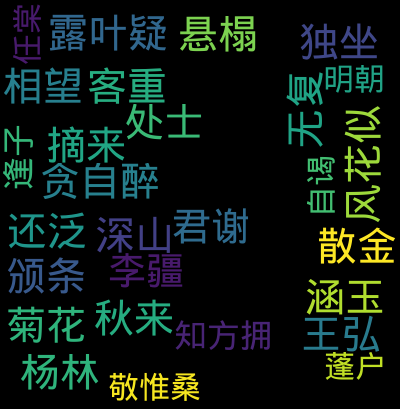 任棠
露叶疑
悬榻
独坐
相望
客重
明朝
无复
处士
风花似
逢子
摘来
自谒
贪自醉
还泛
深山
君谢
散金
颁条
李疆
涵玉
菊花
秋来
知方拥
王弘
杨林
敬惟桑
蓬户